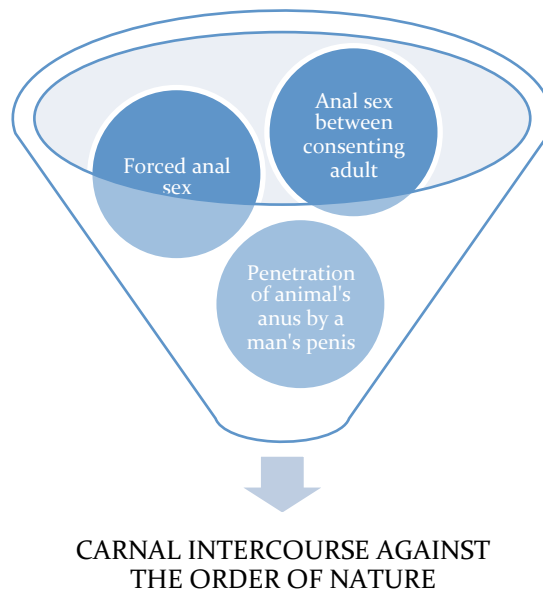 Anal sex
between
consenting
adult
Forced anal
sex
Penetration
of animal's
anus by a
man's penis
CARNAL INTERCOURSE AGAINST
THE ORDER OF NATURE